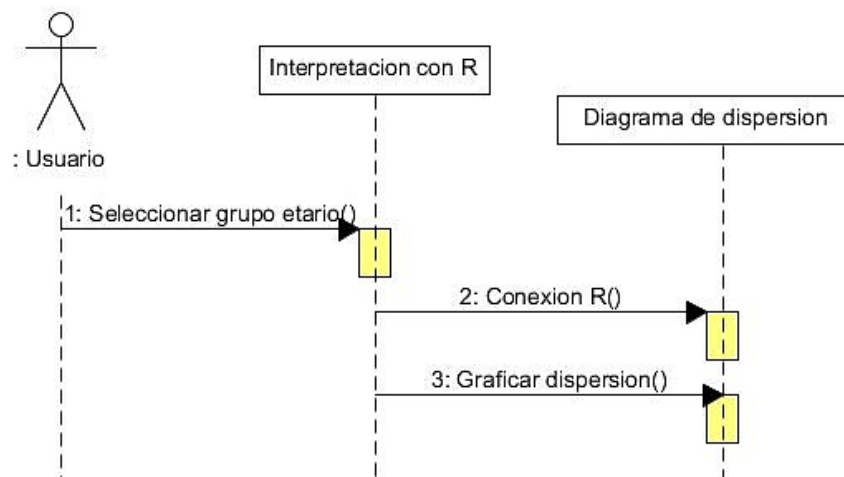 Interpretacion con R
Diagrama de dispersion
: Usuario
1: Seleccionar grupo etario()
2: Conexion R()
3: Graficar dispersion()